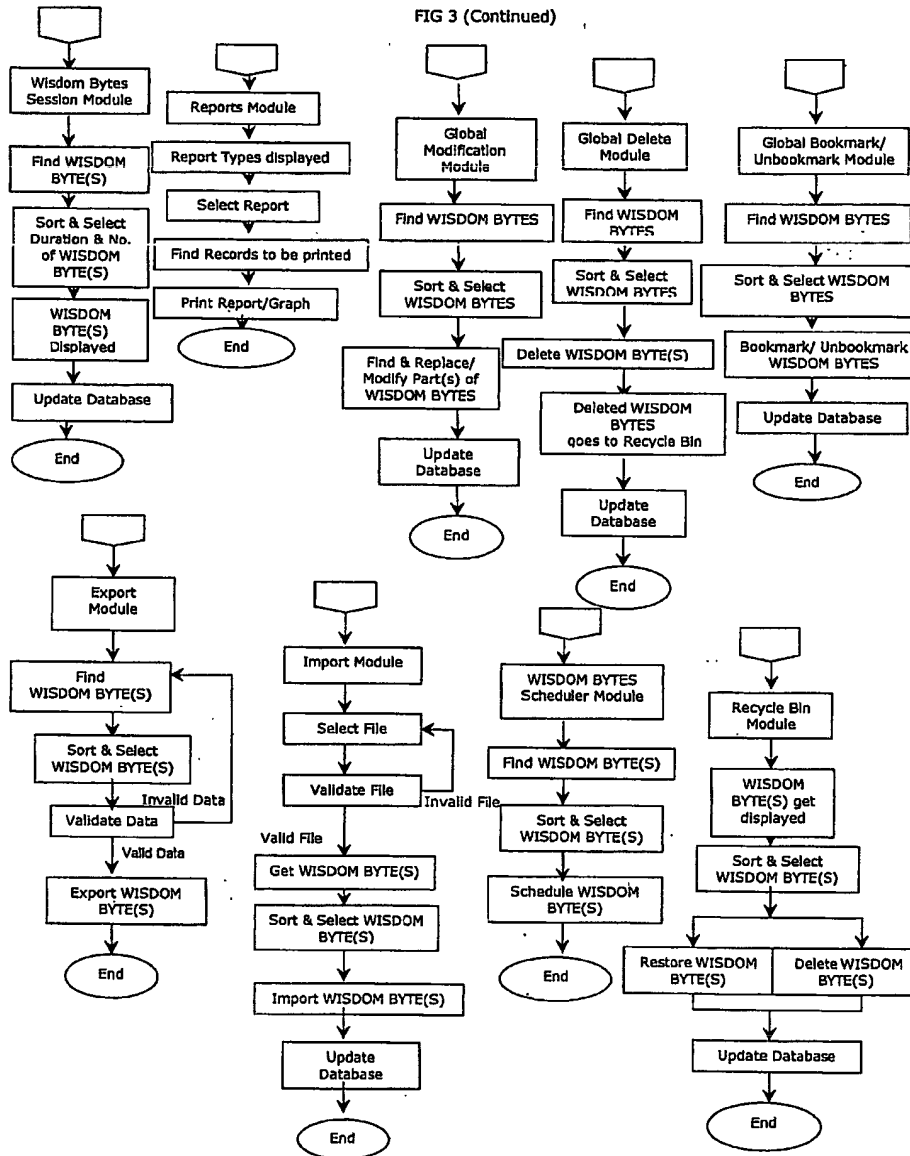 FIG 3 (Continued)
Wisdom Bytes
Session Module
Find WISDOM
BYTE(S)
Sort & Select
Duration & No.
of WISDOM
BYTE(S)
WISDOM
BYTE(S)
Displayed
Update Database
End
Reports Module
Report Types displayed
Select Report
Find Records to be printed
Print Report/Graph
End
Global
Modification
Module
Find WISDOM BYTES
Sort & Select
WISDOM BYTES
Find & Replace/
Modify Part(s) of
WISDOM BYTES
Update
Database
End
Global Delete
Module
Find WISDOM
BYTES
Sort & Select
WISDOM BYTES
Delete WISDOM BYTE(S)
Deleted WISDOM
BYTES
goes to Recycle Bin
Update
Database
End
Global Bookmark/
Unbookmark Module
Find WISDOM BYTES
Sort & Select WISDOM
BYTES
Bookmark/ Unbookmark
WISDOM BYTES
Update Database
End
Export
Module
Find
WISDOM BYTE(S)
Sort & Select
WISDOM BYTE(S)
Invalid Data
Validate Data
Valid Data
Export WISDOM
BYTE(S)
End
Import Module
Select File
Validate File
Invalid File
Valid File
Get WISDOM BYTE(S)
Sort & Select WISDOM
BYTE(S)
Import WISDOM BYTE(S)
Update
Database
End
WISDOM BYTES
Scheduler Module
Find WISDOM BYTE(S)
Sort & Select
WISDOM BYTE(S)
Schedule WISDOM
BYTE(S)
End
Recycle Bin
Module
WISDOM
BYTE(S) get
displayed
Sort & Select
WISDOM BYTE(S)
Restore WISDOM
BYTE(S)
Delete WISDOM
BYTE(S)
Update Database
End